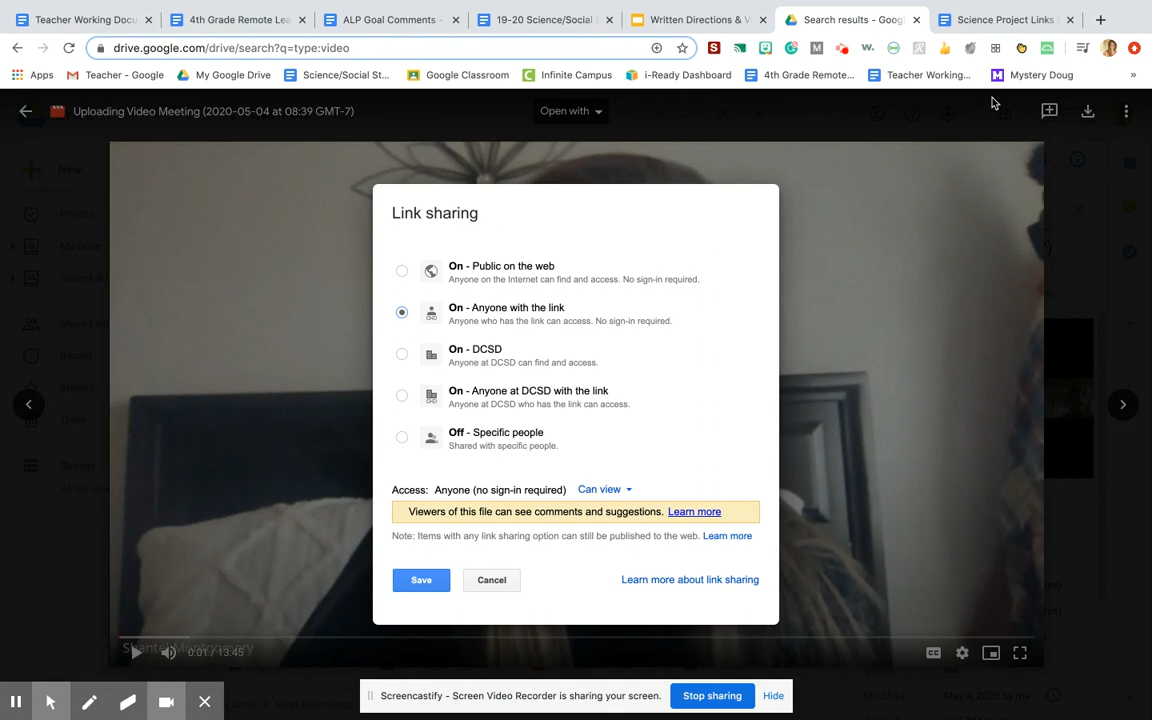 Teacher Working Docu
4th Grade Remote Lea
ALP Goal Comments -
19-20 Science/Social S
Written Directions & V
Search results - Goog
Science Project Links
drive.google.com/drive/search?q=type:video
Apps
Teacher - Google
My Google Drive
Science/Social St...
Google Classroom
Infinite Campus
i-Ready Dashboard
4th Grade Remote...
Teacher Working...
Mystery Doug
»
Uploading Video Meeting (2020-05-04 at 08:39 GMT-7)
Open with
New
Priority
My Drive
Shared
Shared wi
Recent
Starred
Trash
Storage
Link sharing
On - Public on the web
Anyone on the Internet can find and access. No sign-in required.
On - Anyone with the link
Anyone who has the link can access. No sign-in required.
On - DCSD
Anyone at DCSD can find and access.
On - Anyone at DCSD with the link
Anyone at DCSD who has the link can access.
Off - Specific people
Shared with specific people.
Access: Anyone (no sign-in required) Can view
Viewers of this file can see comments and suggestions. Learn more
Note: Items with any link sharing option can still be published to the web. Learn more
Save
Cancel
Learn more about link sharing
Shantel Montgomery
0:01 / 13:45
CC
Screencastify - Screen Video Recorder is sharing your screen.
Stop sharing
Hide
Modified
May 4, 2020 by me